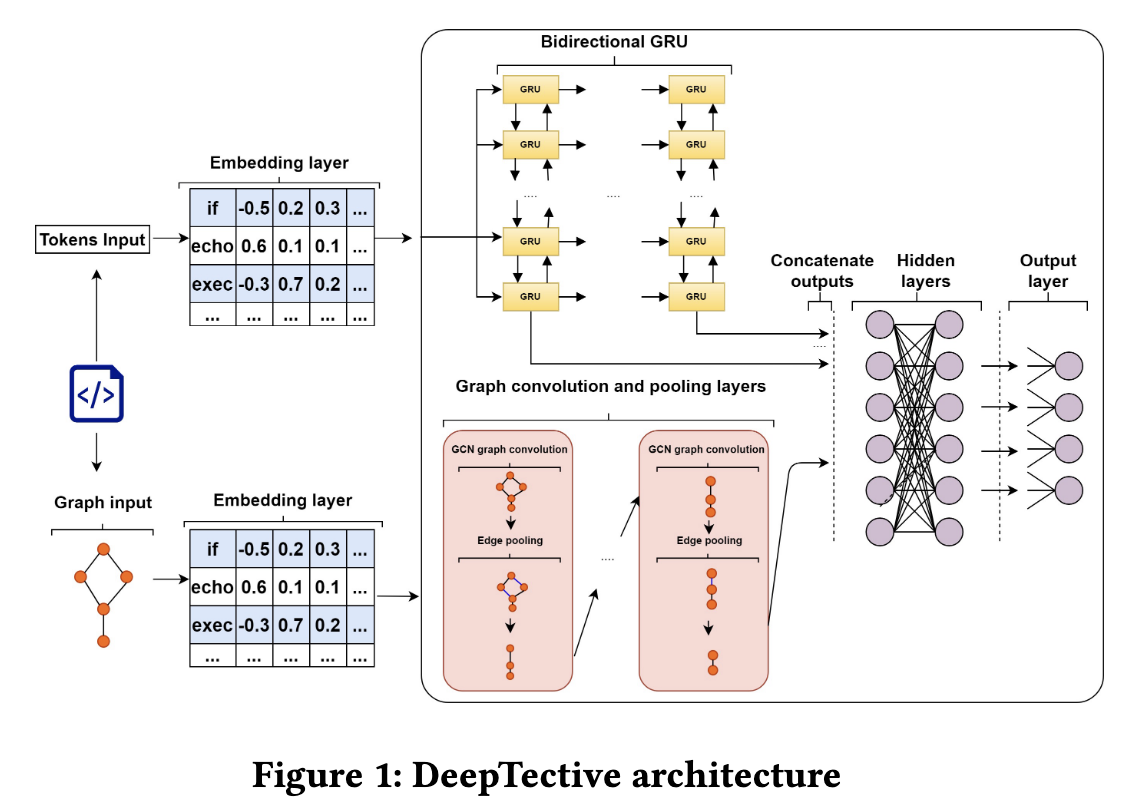 Bidirectional GRU
GRU
GRU
GRU
GRU
....
....
....
GRU
GRU
GRU
GRU
Embedding layer
if -0.5 0.2 0.3 ...
echo 0.6 0.1 0.1 ...
exec -0.3 0.7 0.2 ...
... ... ... ... ...
Tokens Input
</>
Graph input
Embedding layer
if -0.5 0.2 0.3 ...
echo 0.6 0.1 0.1 ...
exec -0.3 0.7 0.2 ...
... ... ... ... ...
Graph convolution and pooling layers
GCN graph convolution
Edge pooling
....
GCN graph convolution
Edge pooling
Concatenate
outputs
....
Hidden
layers
Output
layer
Figure 1: DeepTective architecture